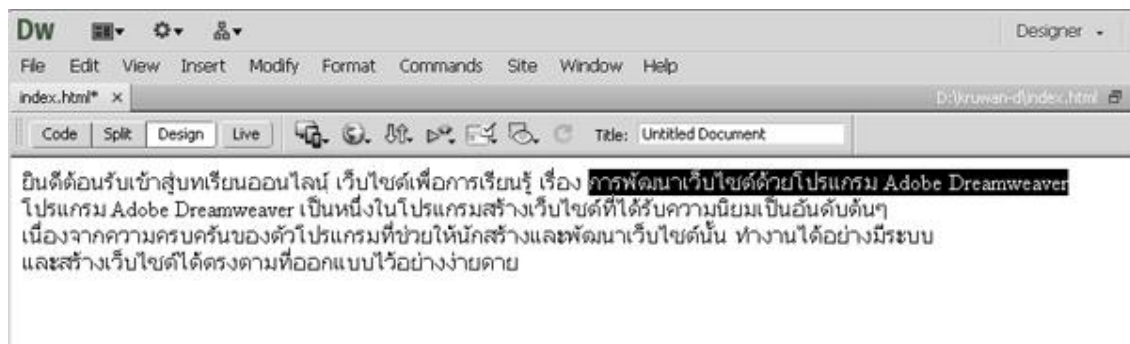 Dw Designer
File Edit View Insert Modify Format Commands Site Window Help
index.html* × D:\kruwan-d\index.html
Code Split Design Live Title: Untitled Document
ยินดีต้อนรับเข้าสู่บทเรียนออนไลน์ เว็บไซต์เพื่อการเรียนรู้ เรื่อง การพัฒนาเว็บไซต์ด้วยโปรแกรม Adobe Dreamweaver
โปรแกรม Adobe Dreamweaver เป็นหนึ่งในโปรแกรมสร้างเว็บไซต์ที่ได้รับความนิยมเป็นอันดับต้นๆ
เนื่องจากความครบครันของตัวโปรแกรมที่ช่วยให้นักสร้างและพัฒนาเว็บไซต์นั้น ทำงานได้อย่างมีระบบ
และสร้างเว็บไซต์ได้ตรงตามที่ออกแบบไว้อย่างง่ายดาย